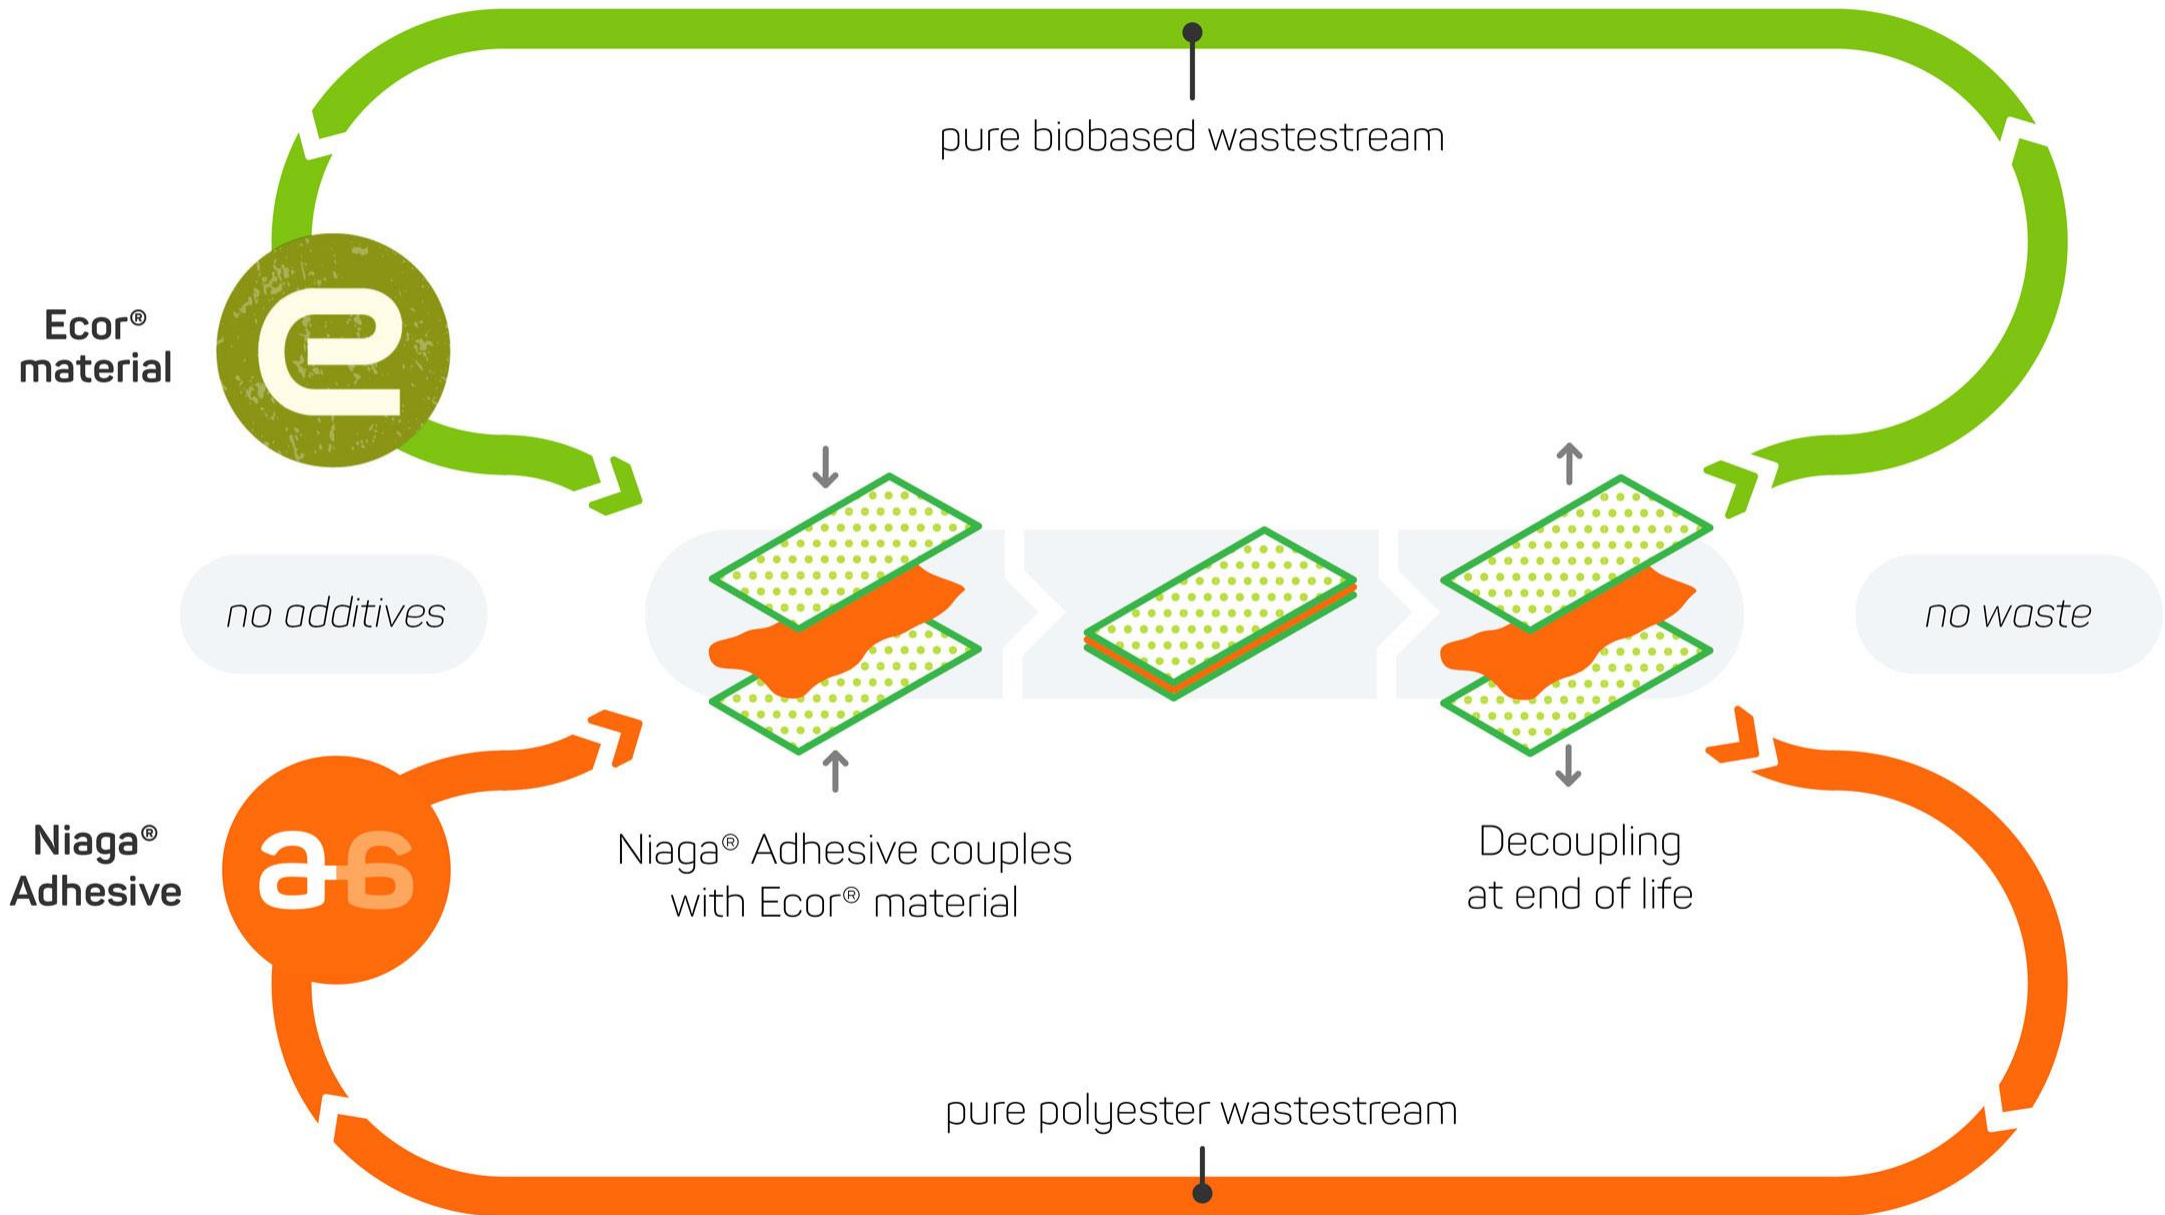 pure biobased wastestream
Ecor®
material
e
no additives
no waste
Niaga®
Adhesive
a-a
Niaga® Adhesive couples
with Ecor® material
Decoupling
at end of life
pure polyester wastestream